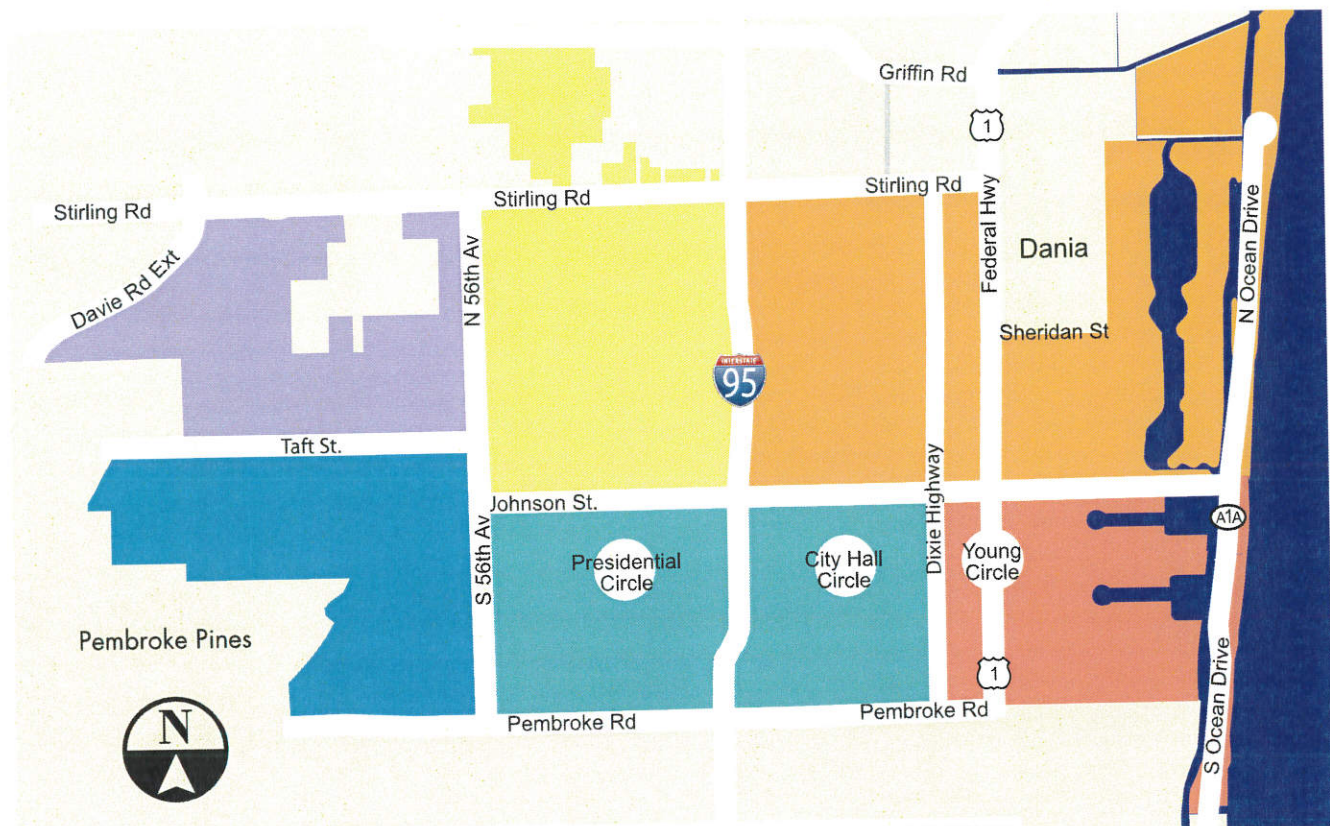 Griffin Rd
1
Stirling Rd
Stirling Rd
Stirling Rd
Davie Rd Ext
N 56th Av
Federal Hwy
Dania
N Ocean Drive
Sheridan St
INTERSTATE
95
Taft St.
Johnson St.
Dixie Highway
A1A
S 56th Av
Presidential
Circle
City Hall
Circle
Young
Circle
Pembroke Pines
1
S Ocean Drive
Pembroke Rd
Pembroke Rd
N